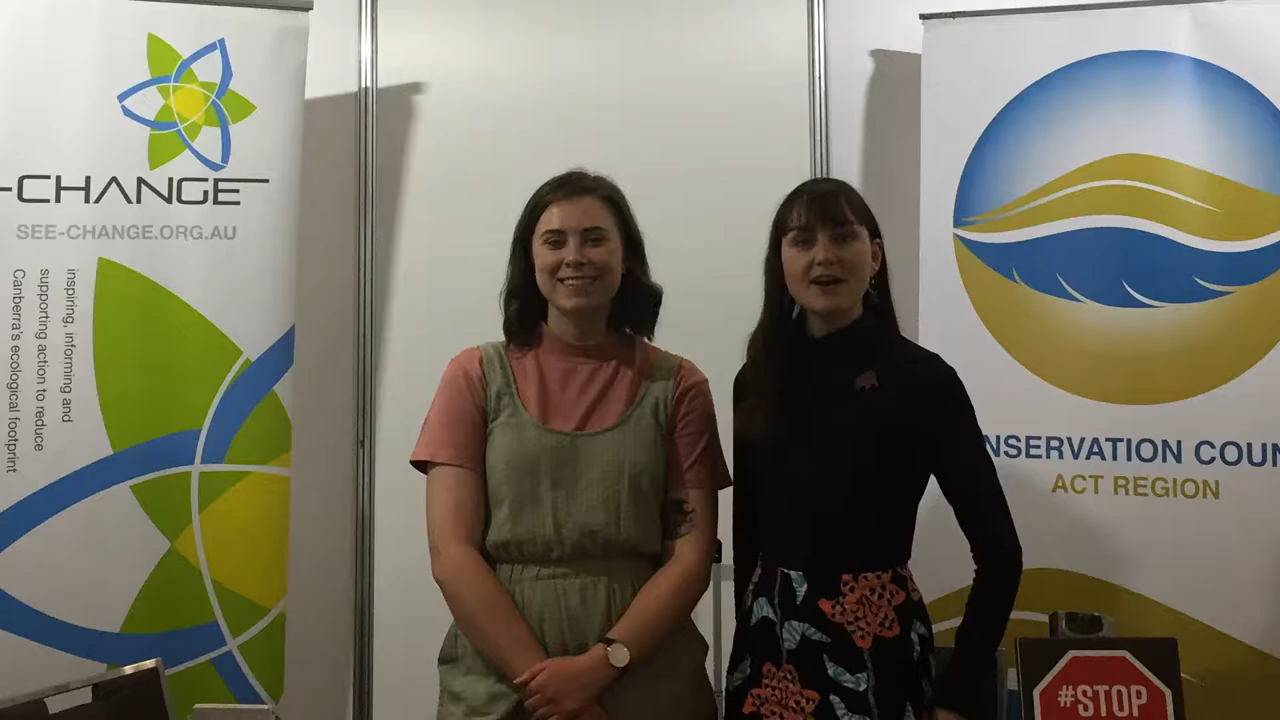 -CHANGE
SEE-CHANGE.ORG.AU
inspiring, informing and
supporting action to reduce
Canberra's ecological footprint
NSERVATION COUN
ACT REGION
#STOP